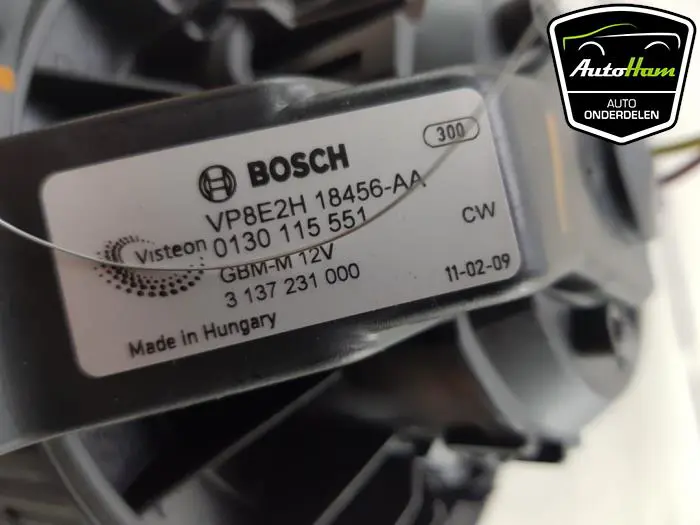 AutoHam
AUTO
ONDERDELEN
300
BOSCH
VP8E2H 18456-AA
Visteon
0130 115 551
CW
GBM-M 12V
3 137 231 000
11-02-09
Made in Hungary